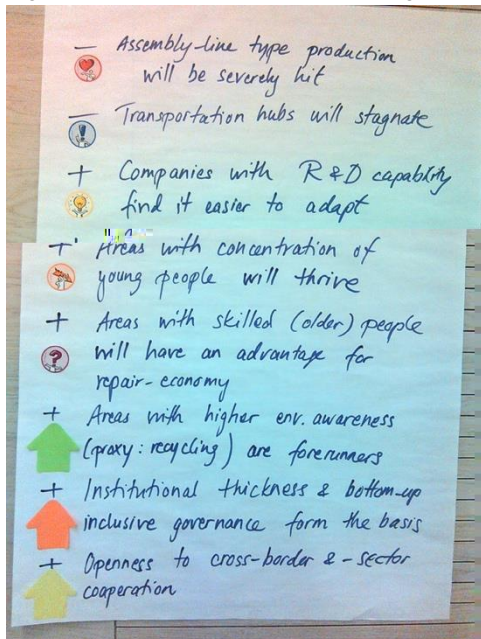 — Assembly-line type production
will be severely hit
— Transportation hubs will stagnate
+ Companies with R&D capability
find it easier to adapt
+ Areas with concentration of
young people will thrive
+ Areas with skilled (older) people
will have an advantage for
repair-economy
+ Areas with higher env. awareness
(proxy: recycling) are forerunners
+ Institutional thickness & bottom-up
inclusive governance form the basis
+ Openness to cross-border & -sector
cooperation